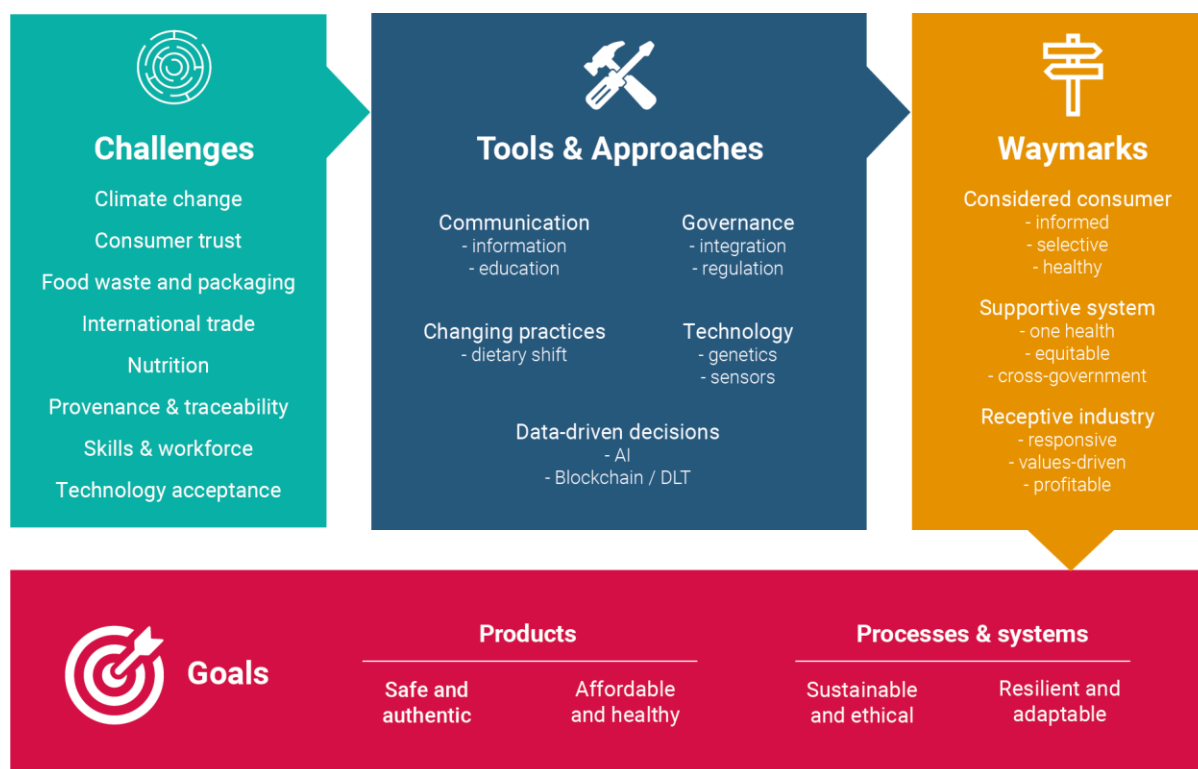 Challenges
Climate change
Consumer trust
Food waste and packaging
International trade
Nutrition
Provenance & traceability
Skills & workforce
Technology acceptance
Tools & Approaches
Communication
- information
- education
Governance
- integration
- regulation
Changing practices
- dietary shift
Technology
- genetics
- sensors
Data-driven decisions
- AI
- Blockchain / DLT
Waymarks
Considered consumer
- informed
- selective
- healthy
Supportive system
- one health
- equitable
- cross-government
Receptive industry
- responsive
- values-driven
- profitable
Goals
Products
Safe and
authentic
Affordable
and healthy
Processes & systems
Sustainable
and ethical
Resilient and
adaptable